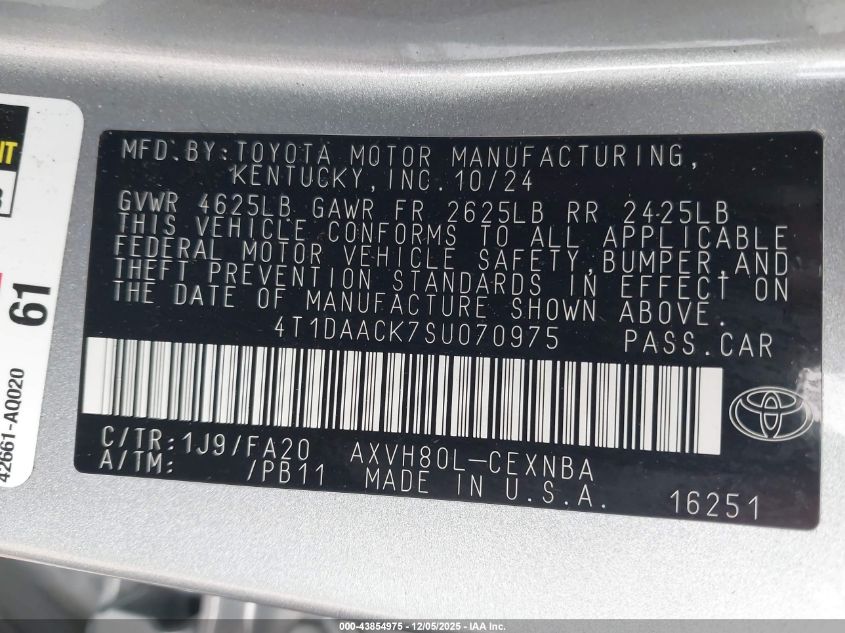 MFD.BY:TOYOTA MOTOR MANUFACTURING,
KENTUCKY, INC. 10/24
GVWR 4625LB GAWR FR 2625LB RR 2425LB
THIS VEHICLE CONFORMS TO ALL APPLICABLE
FEDERAL MOTOR VEHICLE SAFETY, BUMPER, AND
THEFT PREVENTION STANDARDS IN EFFECT ON
THE DATE OF MANUFACTURE SHOWN ABOVE.
4T1DAACK7SU070975 PASS.CAR
C/TR:1J9/FA20 AXVH80L-CEXNBA
A/TM: /PB11 MADE IN U.S.A. 16251
61
42661-AQ020
000-43854975 - 12/05/2025 - IAA Inc.